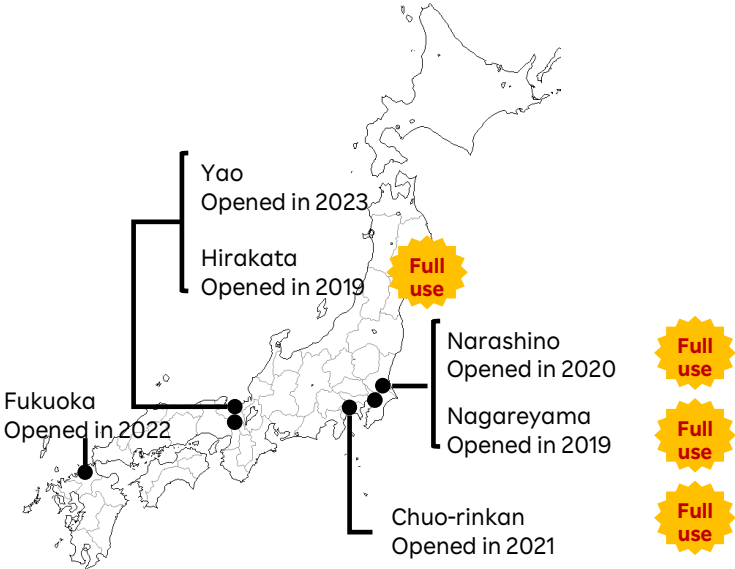 Yao
Opened in 2023
Hirakata
Opened in 2019
Full
use
Narashino
Opened in 2020
Full
use
Fukuoka
Opened in 2022
Nagareyama
Opened in 2019
Full
use
Chuo-rinkan
Opened in 2021
Full
use